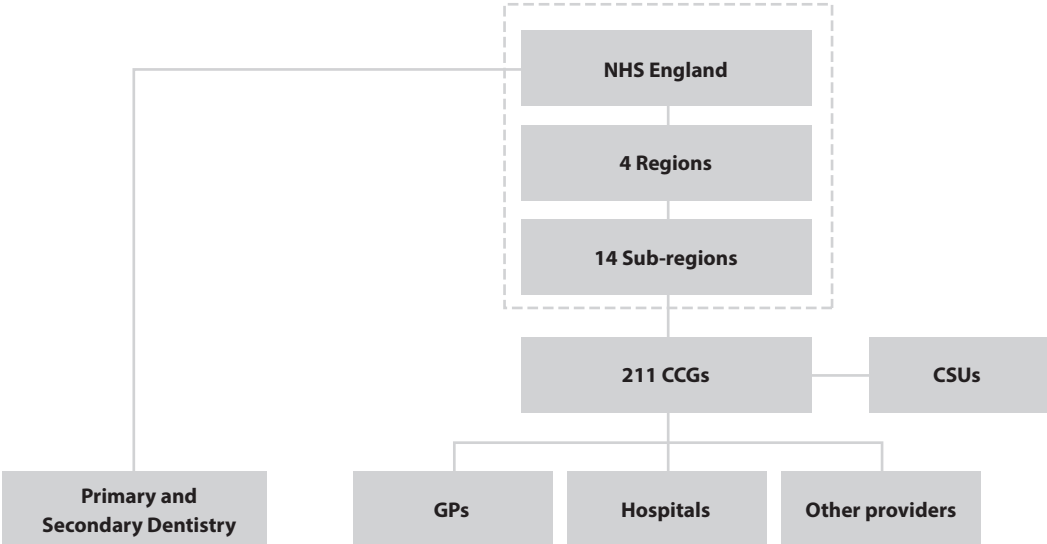 NHS England
4 Regions
14 Sub-regions
211 CCGs
CSUs
Primary and
Secondary Dentistry
GPs
Hospitals
Other providers